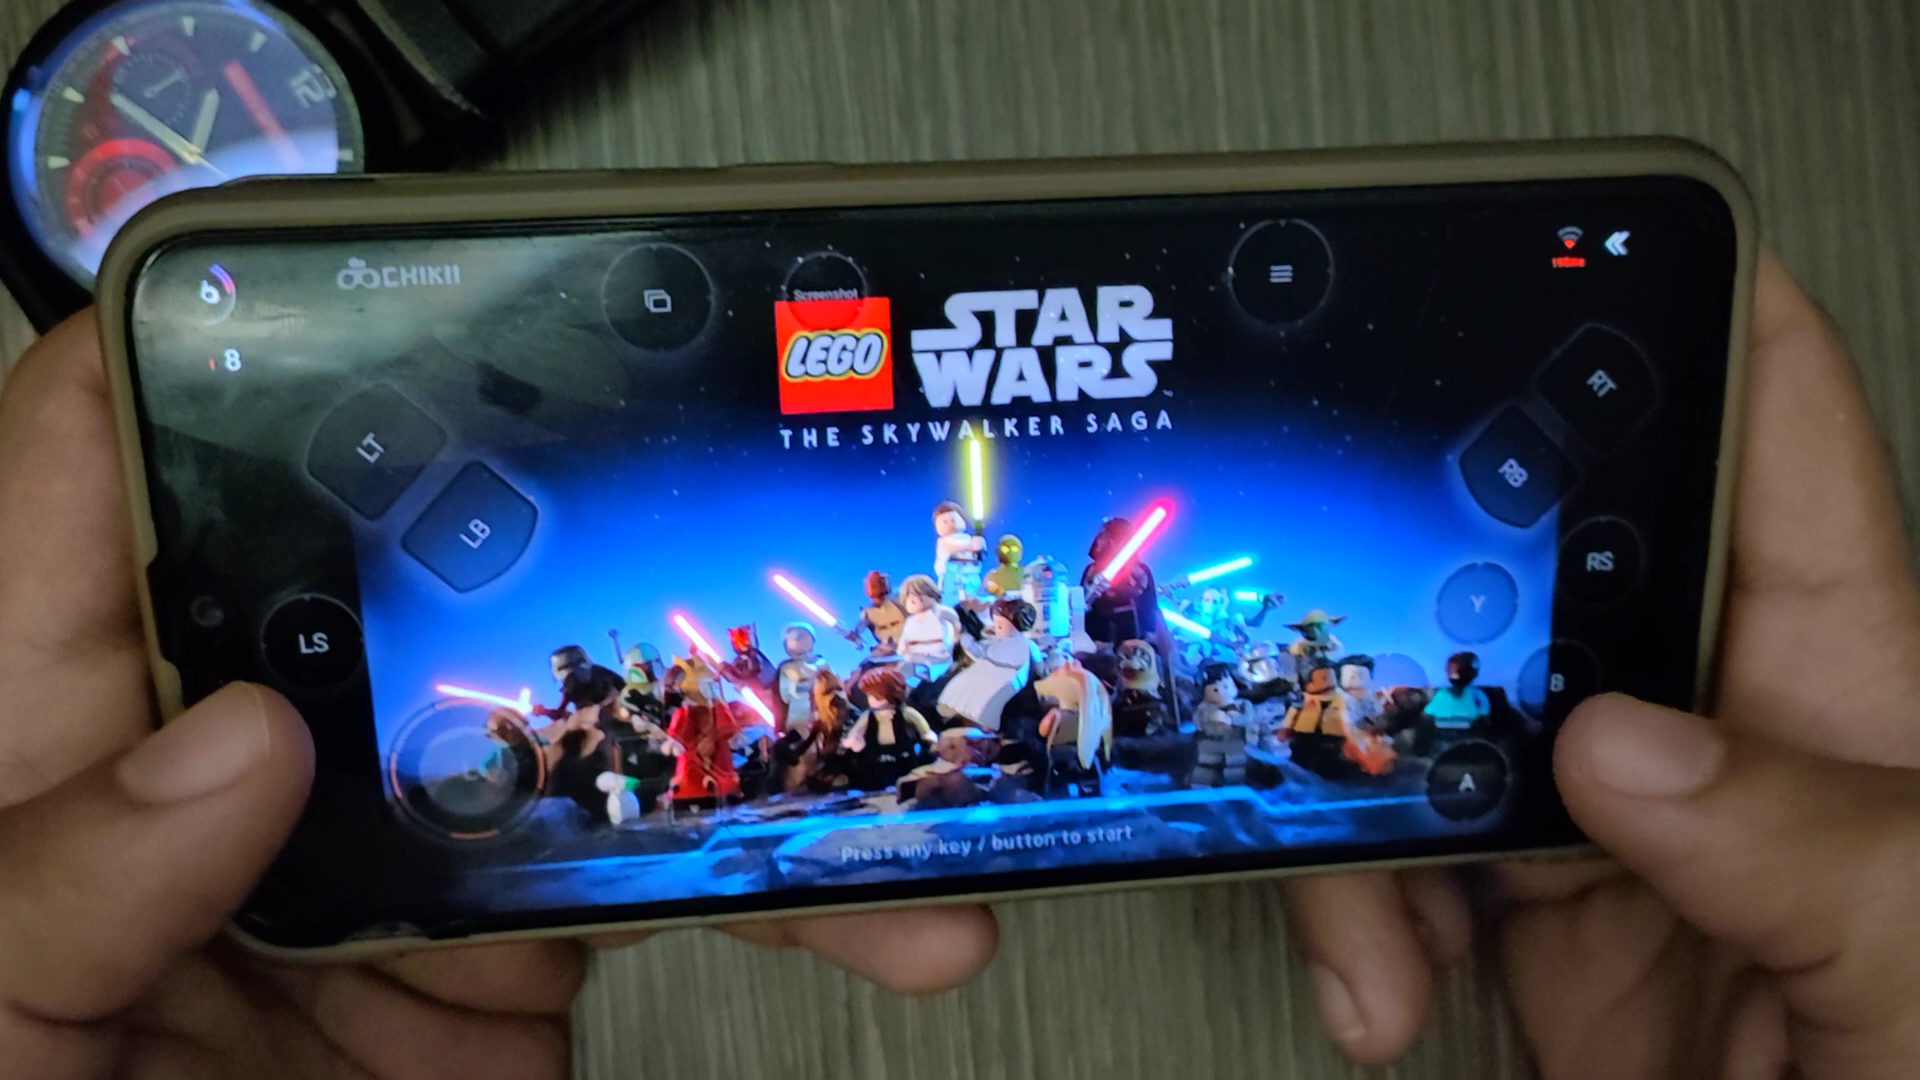 12
6
CHIKII
8
Screenshot
LEGO
STAR
WARS
THE SKYWALKER SAGA
LT
LB
LS
RT
RB
RS
Y
B
A
Press any key / button to start